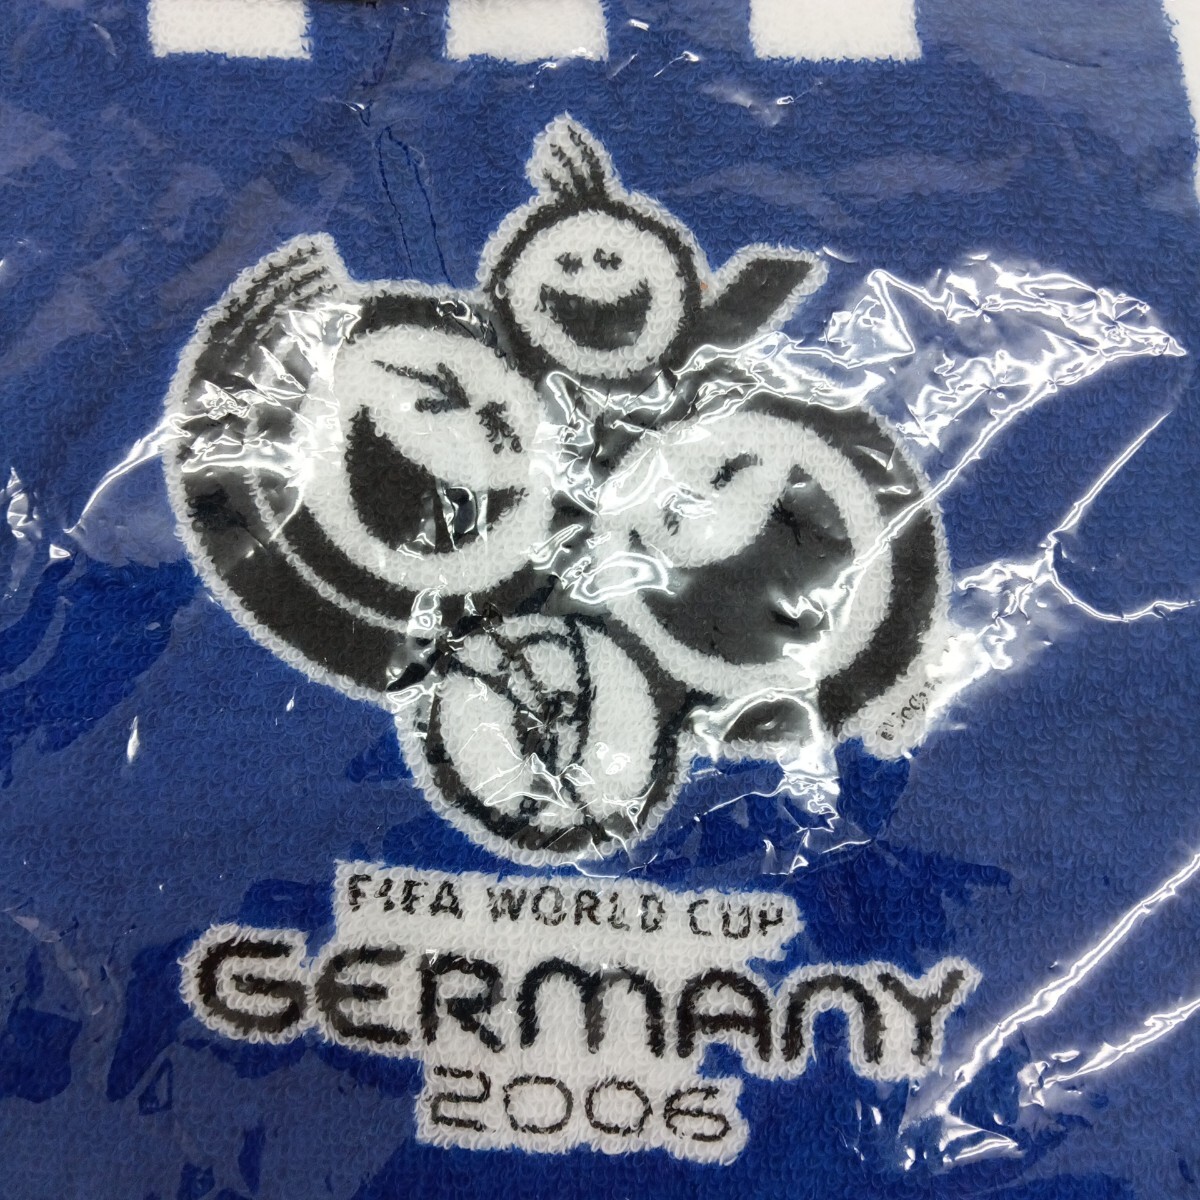 FIFA WORLD CUP
GERMANY
2006